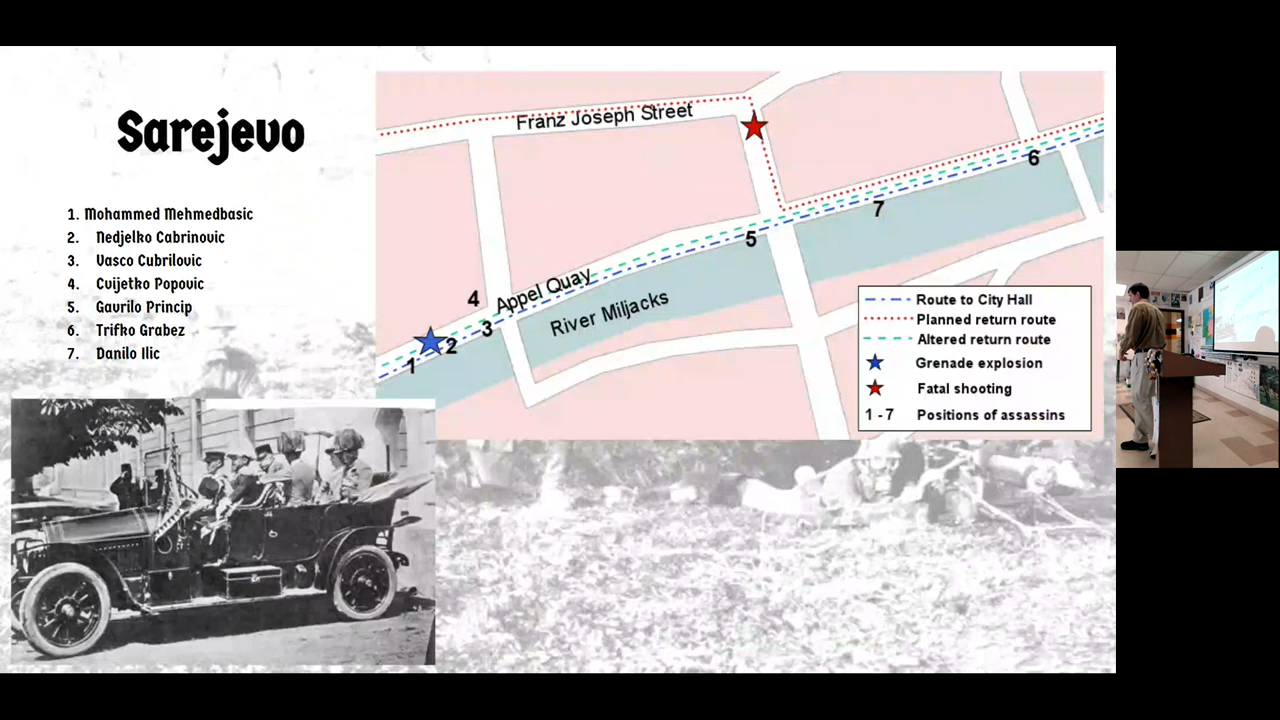 Sarejevo
1. Mohammed Mehmedbasic
2. Nedjelko Cabrinovic
3. Vasco Cubrilovic
4. Cvijetko Popovic
5. Gavrilo Princip
6. Trifko Grabez
7. Danilo Ilic
Franz Joseph Street
6
7
5
4
Appel Quay
3
River Miljacks
2
1
Route to City Hall
Planned return route
Altered return route
Grenade explosion
Fatal shooting
1 - 7 Positions of assassins